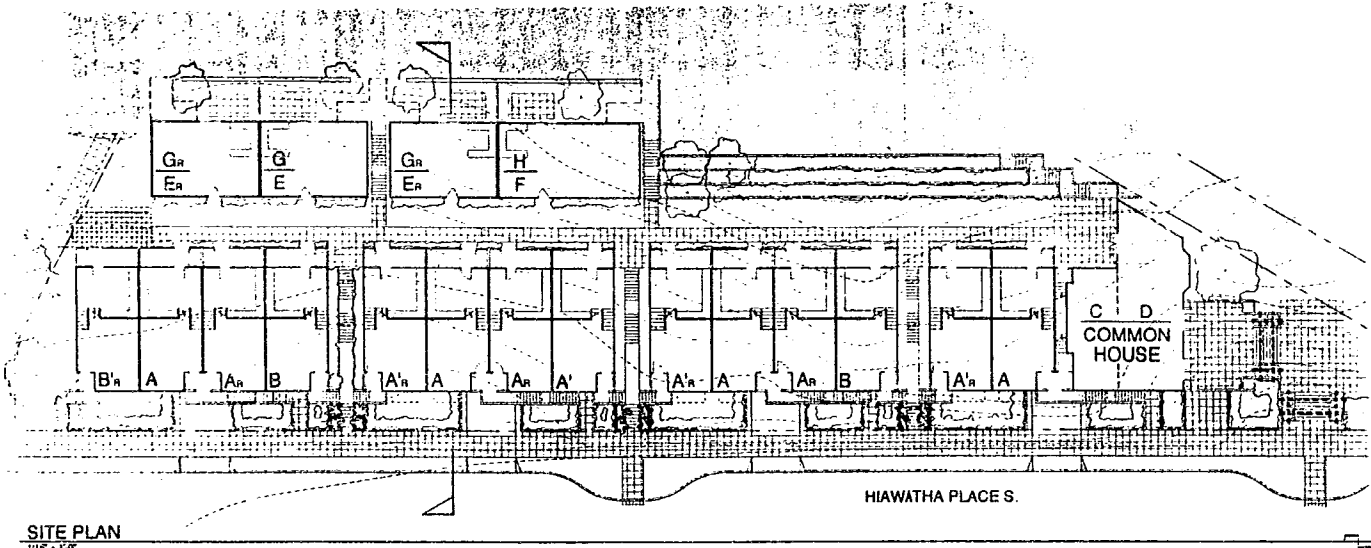 GR G' GR H
ER E ER F
C D
COMMON
HOUSE
B'R A AR B A'R A AR A' A'R A AR B A'R A
HIAWATHA PLACE S.
SITE PLAN